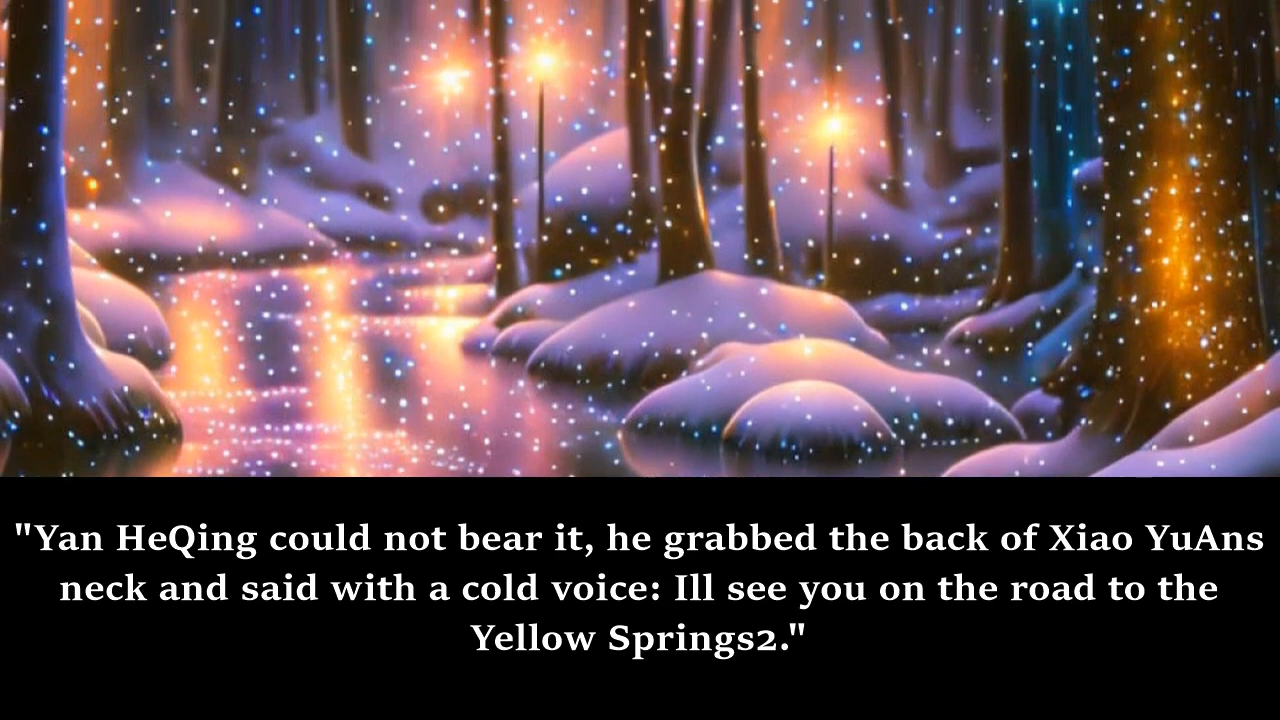 "Yan HeQing could not bear it, he grabbed the back of Xiao YuAns
neck and said with a cold voice: Ill see you on the road to the
Yellow Springs2."